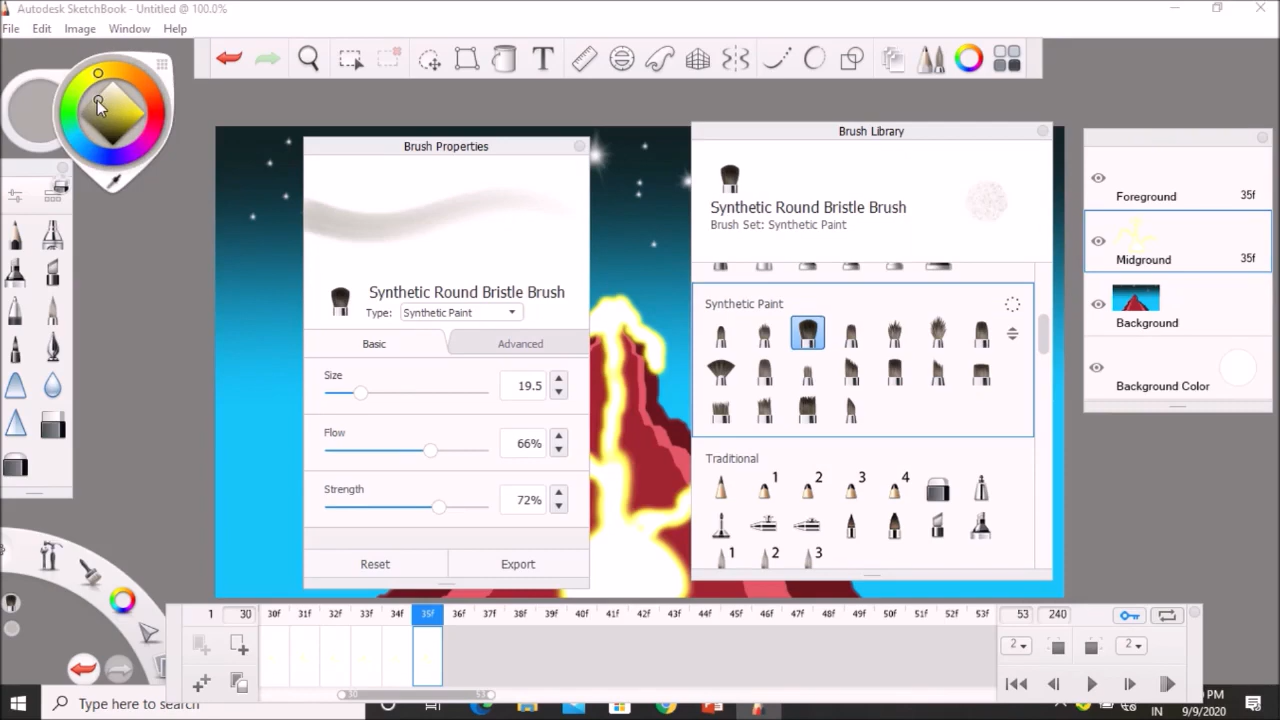 Autodesk SketchBook - Untitled @ 100.0%
File Edit Image Window Help
T
Brush Properties
Synthetic Round Bristle Brush
Type: Synthetic Paint
Basic Advanced
Size
19.5
Flow
66%
Strength
72%
Reset Export
Brush Library
Synthetic Round Bristle Brush
Brush Set: Synthetic Paint
Synthetic Paint
Traditional
1 2 3 4
1 2 3
Foreground 35f
Midground 35f
Background
Background Color
1 30 30f 31f 32f 33f 34f 35f 36f 37f 38f 39f 40f 41f 42f 43f 44f 45f 46f 47f 48f 49f 50f 51f 52f 53f 53 240
2 2
30 53
Type here to search
PM
IN 9/9/2020